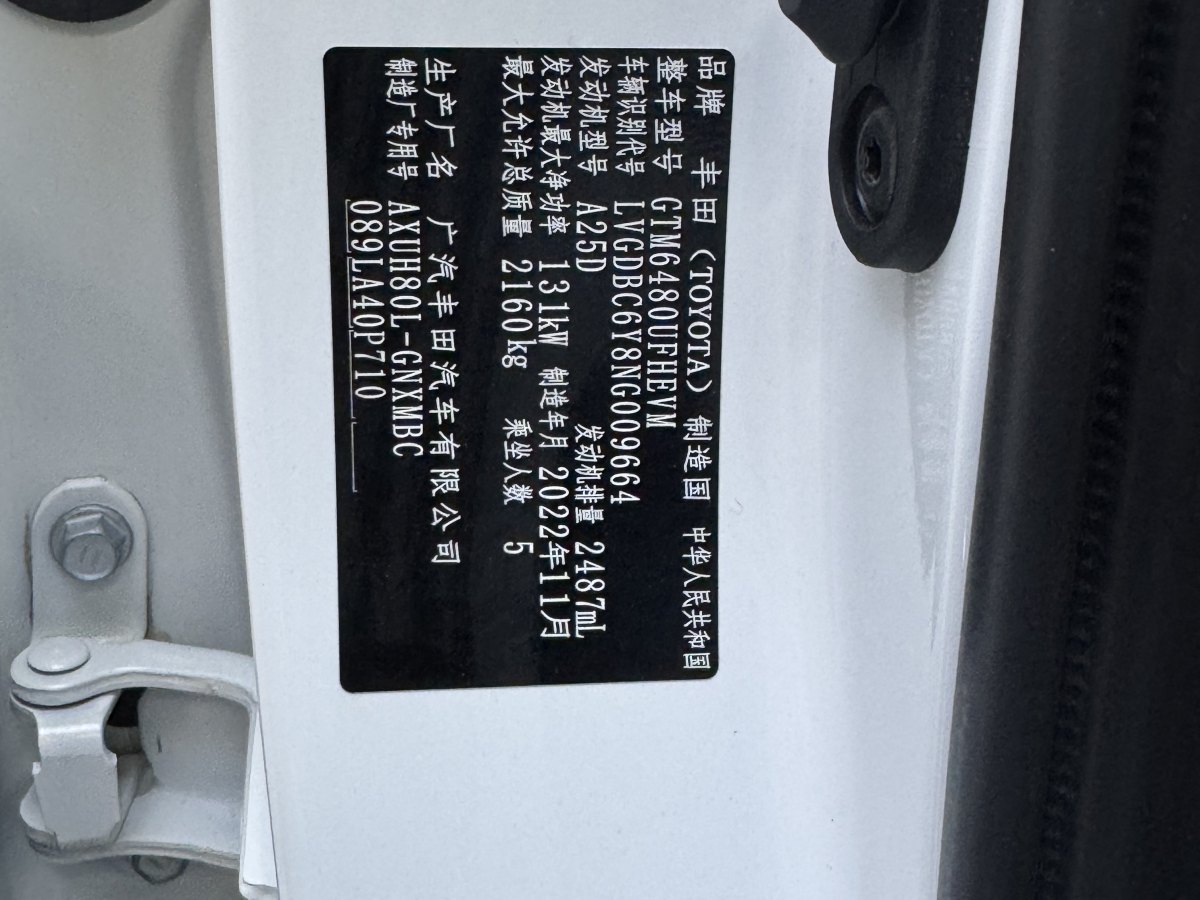 品牌 丰田（TOYOTA） 制造国 中华人民共和国
整车型号 GTM6480UFHEVM
车辆识别代号 LVGDBC6Y8NG009664
发动机型号 A25D 发动机排量 2487mL
发动机最大净功率 131kW 制造年月 2022年11月
最大允许总质量 2160kg 乘坐人数 5
生产厂名 广汽丰田汽车有限公司
制造厂专用号 AXUH80L-GNXMBC
089LA40P710